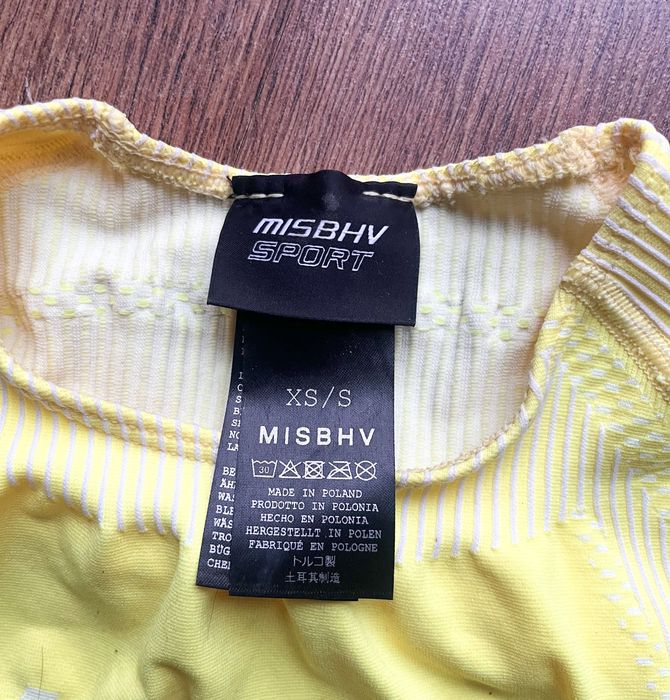 MISBHV
SPORT
XS/S
MISBHV
30
MADE IN POLAND
PRODOTTO IN POLONIA
HECHO EN POLONIA
HERGESTELLT IN POLEN
FABRIQUÉ EN POLOGNE
トルコ製
土耳其制造